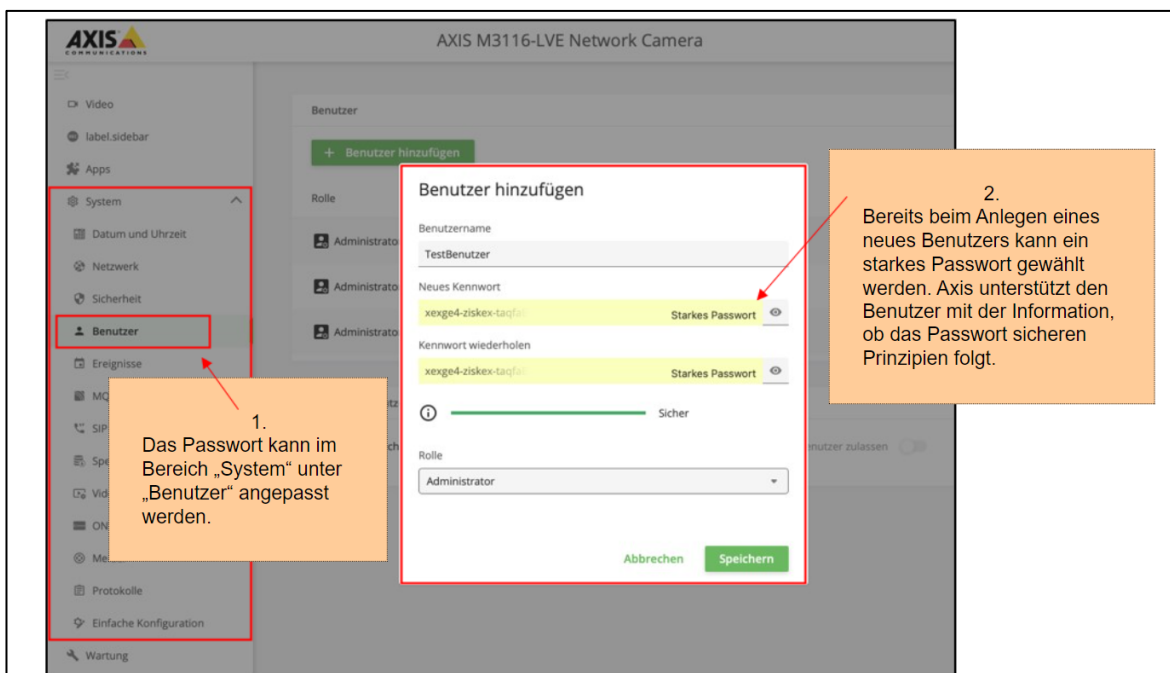 AXIS
COMMUNICATIONS
AXIS M3116-LVE Network Camera
Video
label.sidebar
Apps
System
Datum und Uhrzeit
Netzwerk
Sicherheit
Benutzer
Ereignisse
SIP
Protokolle
Einfache Konfiguration
Wartung
Benutzer
+ Benutzer hinzufügen
Rolle
Administrato
Administrato
Administrato
Benutzer hinzufügen
Benutzername
TestBenutzer
Neues Kennwort
xexge4-ziskex-taqfa Starkes Passwort
Kennwort wiederholen
xexge4-ziskex-taqfa Starkes Passwort
Sicher
Rolle
Administrator
Abbrechen Speichern
enutzer zulassen
1.
Das Passwort kann im
Bereich „System“ unter
„Benutzer“ angepasst
werden.
2.
Bereits beim Anlegen eines
neues Benutzers kann ein
starkes Passwort gewählt
werden. Axis unterstützt den
Benutzer mit der Information,
ob das Passwort sicheren
Prinzipien folgt.